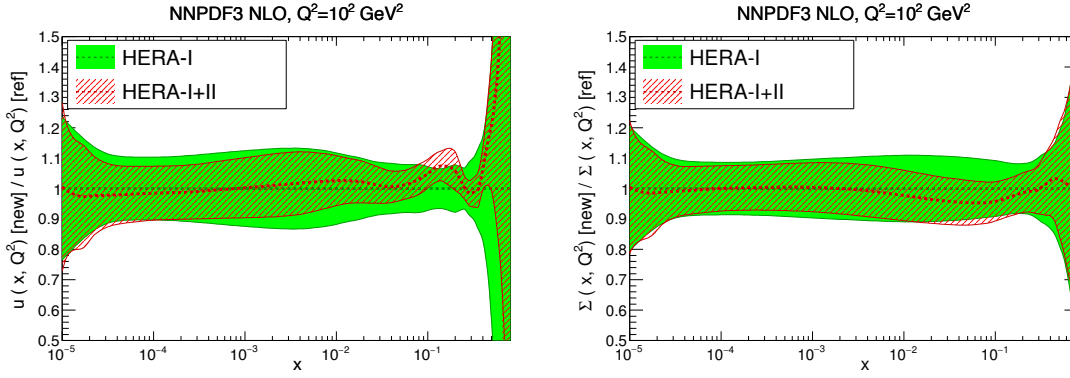 NNPDF3 NLO, Q²=10² GeV²
u ( x, Q²) [new] / u ( x, Q²) [ref]
1.5
1.4
1.3
1.2
1.1
1
0.9
0.8
0.7
0.6
0.5
HERA-I
HERA-I+II
10⁻⁵ 10⁻⁴ 10⁻³ 10⁻² 10⁻¹
x
NNPDF3 NLO, Q²=10² GeV²
Σ ( x, Q²) [new] / Σ ( x, Q²) [ref]
1.5
1.4
1.3
1.2
1.1
1
0.9
0.8
0.7
0.6
0.5
HERA-I
HERA-I+II
10⁻⁵ 10⁻⁴ 10⁻³ 10⁻² 10⁻¹
x